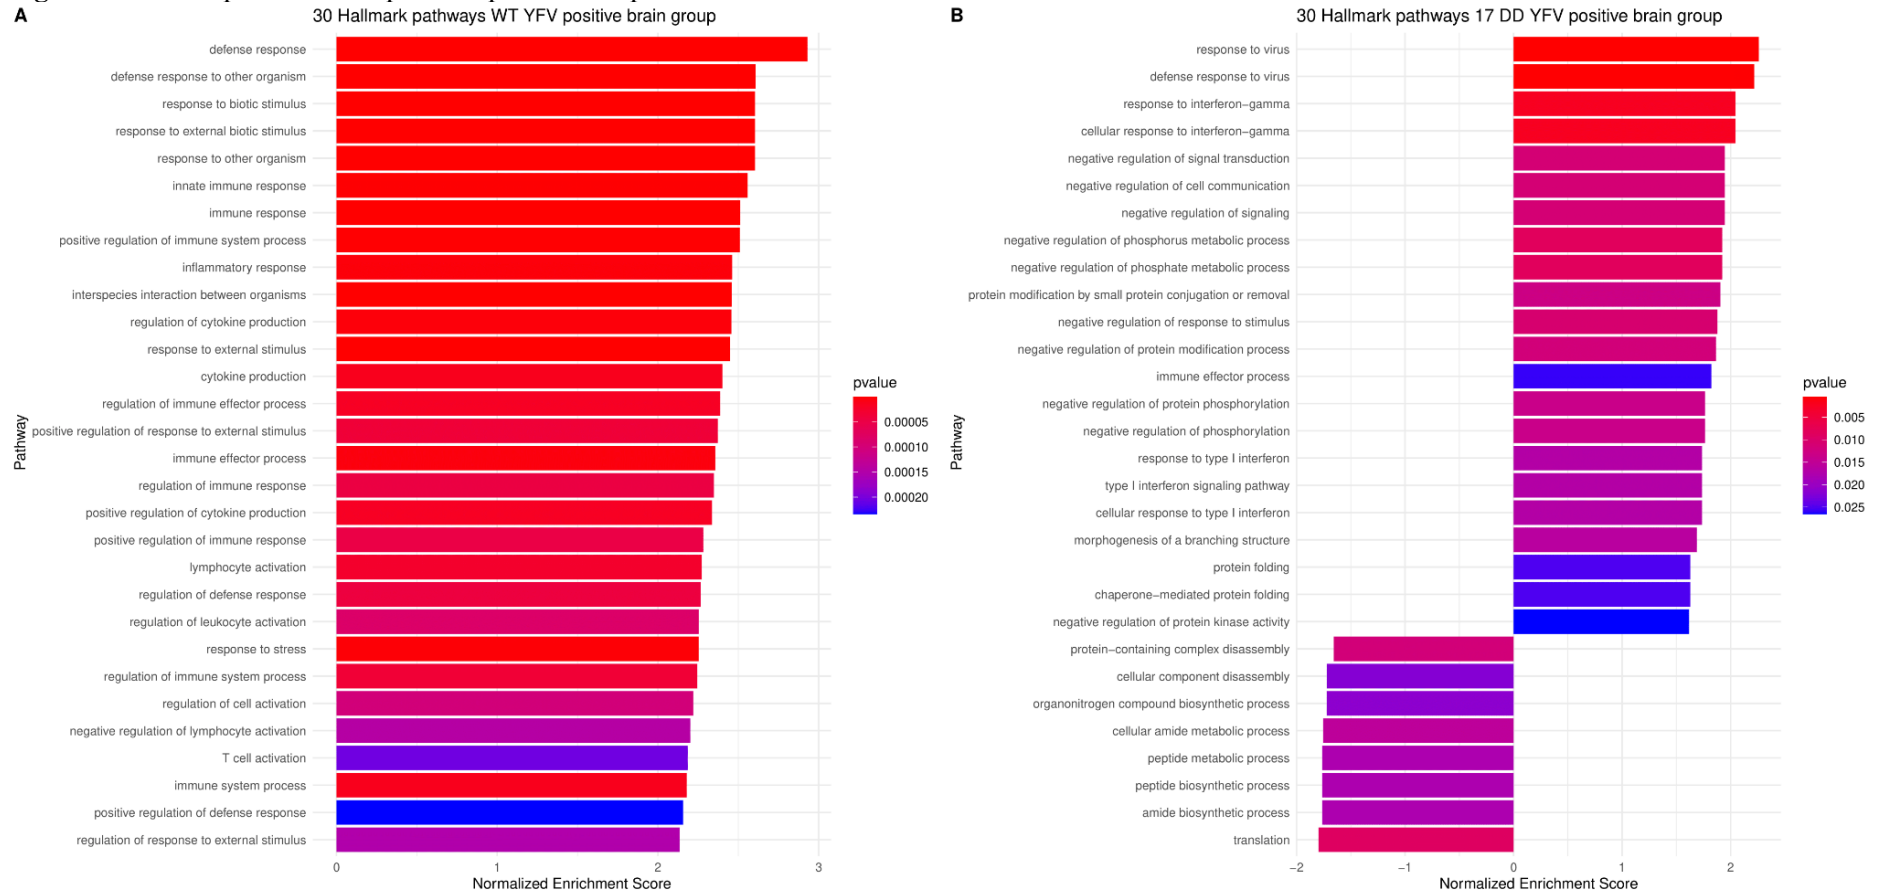 A
30 Hallmark pathways WT YFV positive brain group
defense response
defense response to other organism
response to biotic stimulus
response to external biotic stimulus
response to other organism
innate immune response
immune response
positive regulation of immune system process
inflammatory response
interspecies interaction between organisms
regulation of cytokine production
response to external stimulus
cytokine production
regulation of immune effector process
positive regulation of response to external stimulus
immune effector process
regulation of immune response
positive regulation of cytokine production
positive regulation of immune response
lymphocyte activation
regulation of defense response
regulation of leukocyte activation
response to stress
regulation of immune system process
regulation of cell activation
negative regulation of lymphocyte activation
T cell activation
immune system process
positive regulation of defense response
regulation of response to external stimulus
Pathway
0 1 2 3
Normalized Enrichment Score
pvalue
0.00005
0.00010
0.00015
0.00020
B
30 Hallmark pathways 17 DD YFV positive brain group
response to virus
defense response to virus
response to interferon−gamma
cellular response to interferon−gamma
negative regulation of signal transduction
negative regulation of cell communication
negative regulation of signaling
negative regulation of phosphorus metabolic process
negative regulation of phosphate metabolic process
protein modification by small protein conjugation or removal
negative regulation of response to stimulus
negative regulation of protein modification process
immune effector process
negative regulation of protein phosphorylation
negative regulation of phosphorylation
response to type I interferon
type I interferon signaling pathway
cellular response to type I interferon
morphogenesis of a branching structure
protein folding
chaperone−mediated protein folding
negative regulation of protein kinase activity
protein−containing complex disassembly
cellular component disassembly
organonitrogen compound biosynthetic process
cellular amide metabolic process
peptide metabolic process
peptide biosynthetic process
amide biosynthetic process
translation
Pathway
−2 −1 0 1 2
Normalized Enrichment Score
pvalue
0.005
0.010
0.015
0.020
0.025